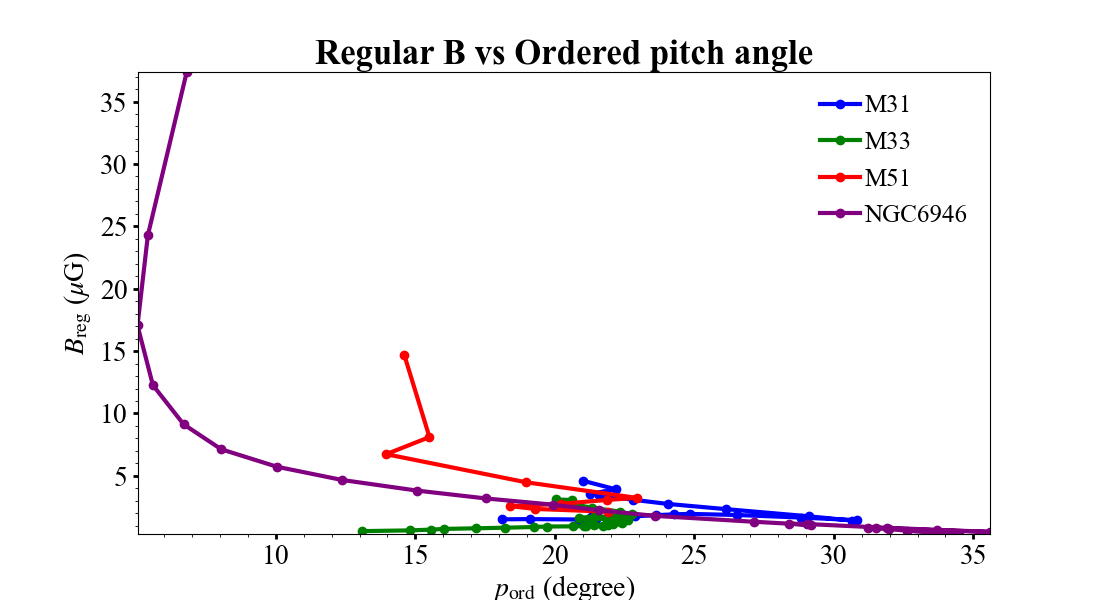 Regular B vs Ordered pitch angle
35
30
25
20
15
10
5
B_reg (μG)
M31
M33
M51
NGC6946
10 15 20 25 30 35
p_ord (degree)